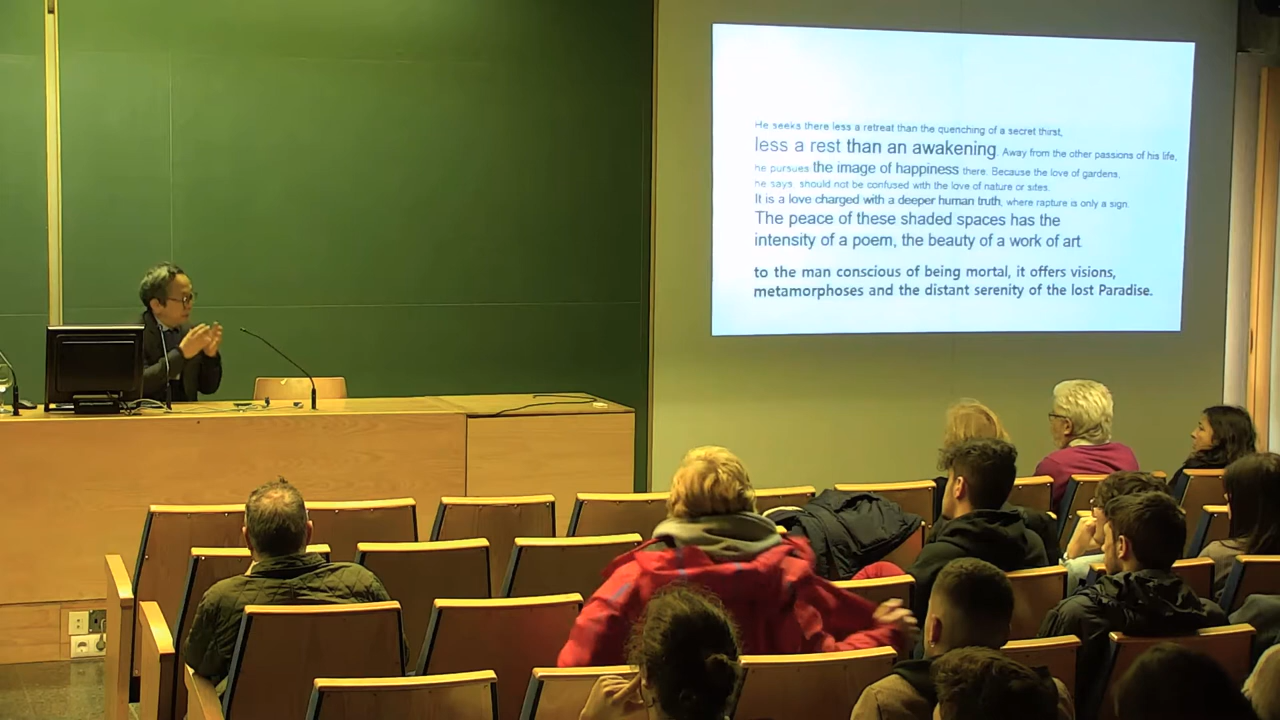 He seeks there less a retreat than the quenching of a secret thirst,
less a rest than an awakening. Away from the other passions of his life,
he pursues the image of happiness there. Because the love of gardens,
he says, should not be confused with the love of nature or sites.
It is a love charged with a deeper human truth, where rapture is only a sign.
The peace of these shaded spaces has the
intensity of a poem, the beauty of a work of art
to the man conscious of being mortal, it offers visions,
metamorphoses and the distant serenity of the lost Paradise.